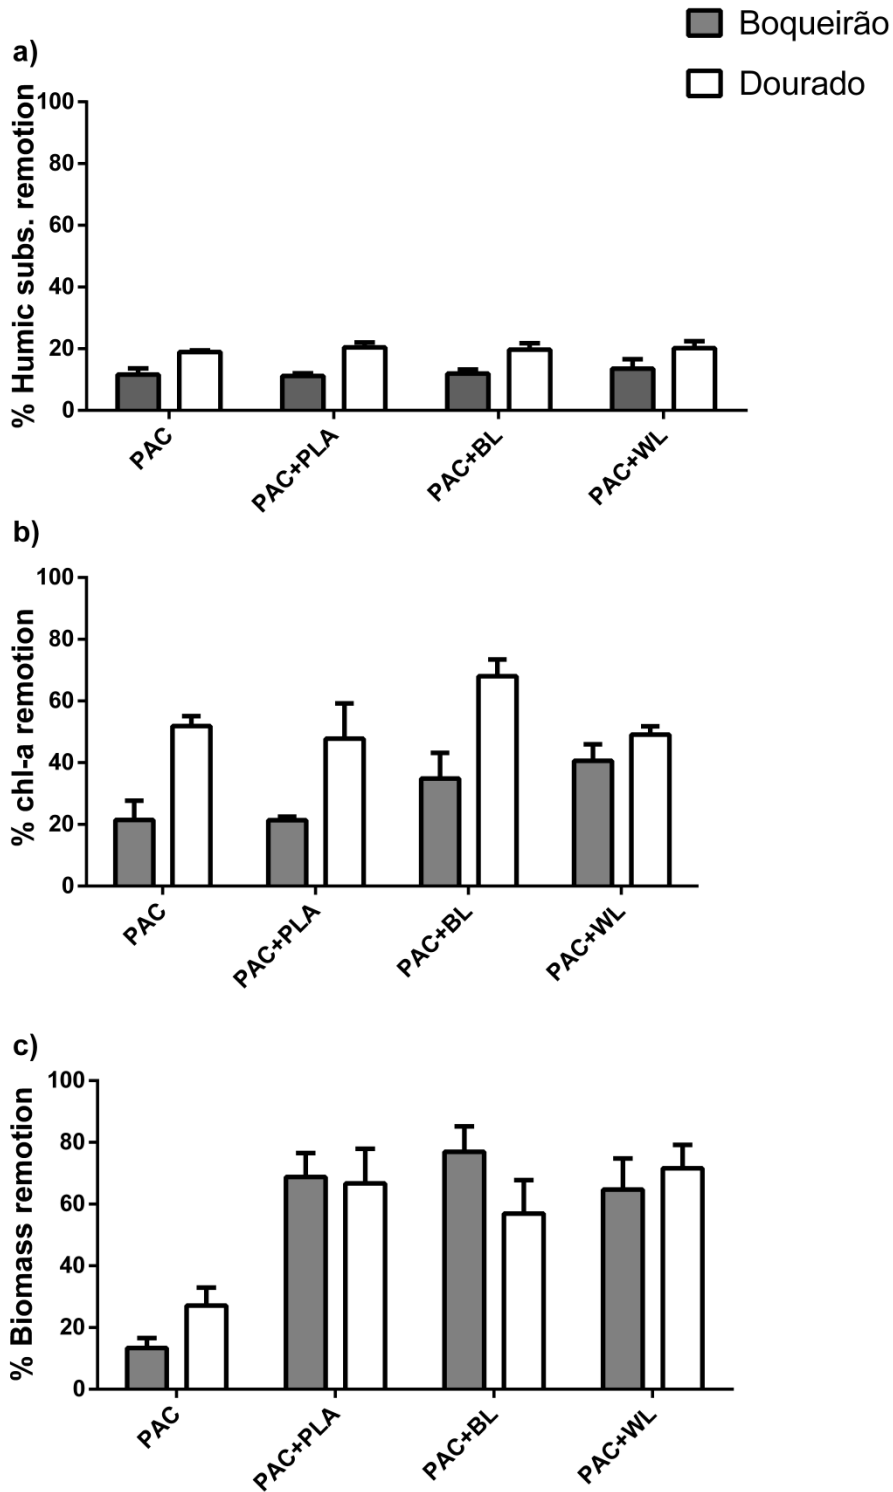 Boqueirão
Dourado
a)
% Humic subs. remotion
100
80
60
40
20
0
PAC
PAC+PLA
PAC+BL
PAC+WL
b)
% chl-a remotion
100
80
60
40
20
0
PAC
PAC+PLA
PAC+BL
PAC+WL
c)
% Biomass remotion
100
80
60
40
20
0
PAC
PAC+PLA
PAC+BL
PAC+WL